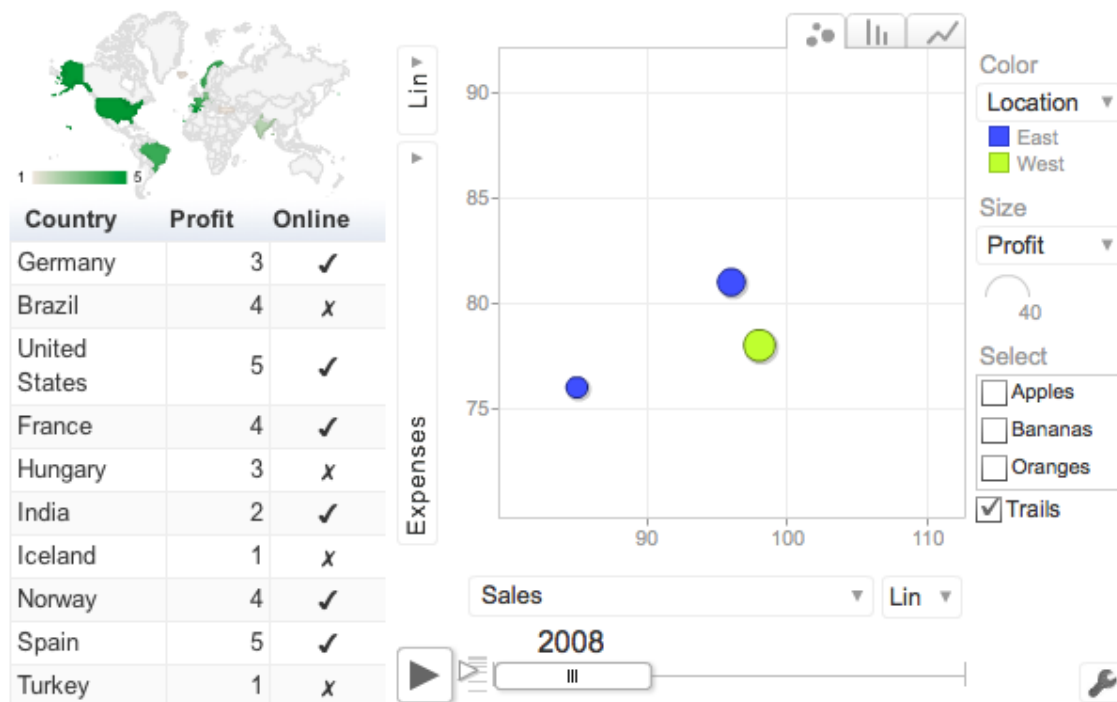 1 5
Country Profit Online
Germany 3 ✓
Brazil 4 ✗
United
States 5 ✓
France 4 ✓
Hungary 3 ✗
India 2 ✓
Iceland 1 ✗
Norway 4 ✓
Spain 5 ✓
Turkey 1 ✗
Lin
Expenses
90
85
80
75
90 100 110
Sales
Lin
2008
Color
Location
East
West
Size
Profit
40
Select
Apples
Bananas
Oranges
Trails